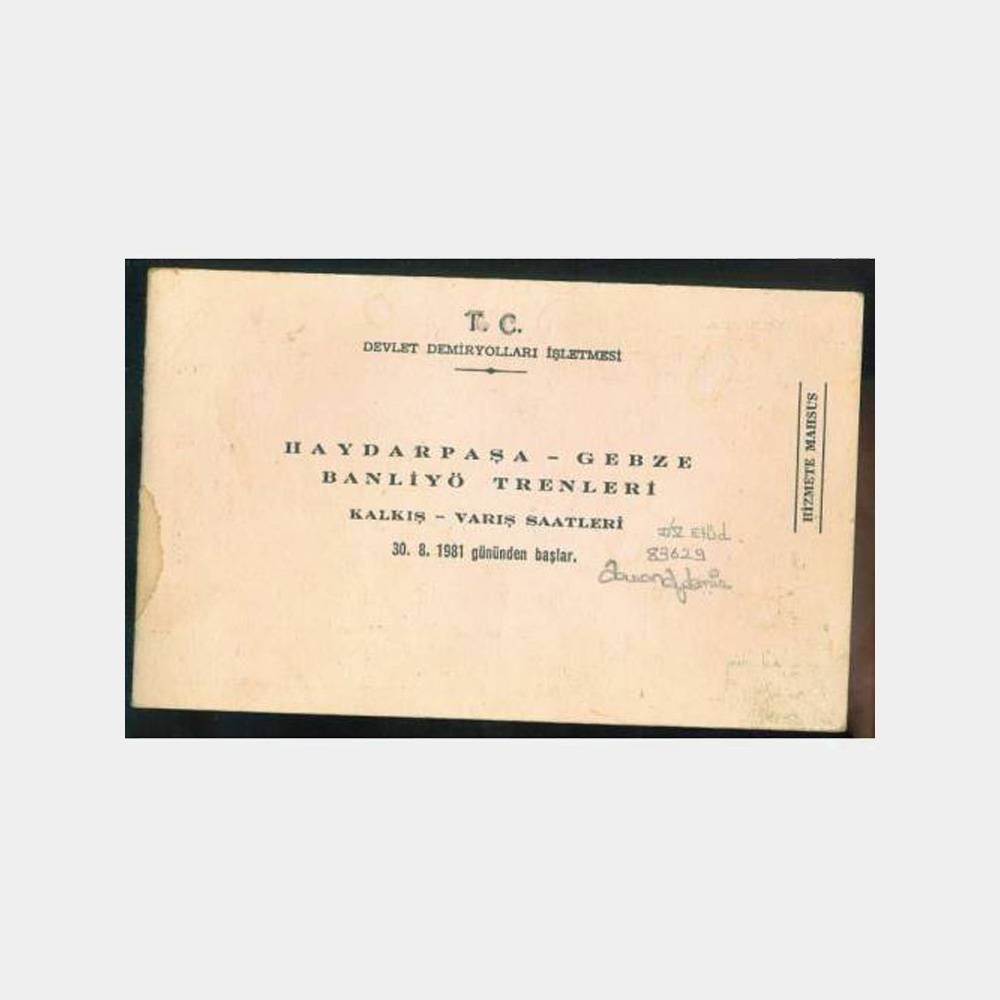 T. C.
DEVLET DEMİRYOLLARI İŞLETMESİ
HAYDARPAŞA - GEBZE
BANLİYÖ TRENLERİ
KALKIŞ - VARIŞ SAATLERİ
30. 8. 1981 gününden başlar.
HİZMETE MAHSUS
Etüd
83629